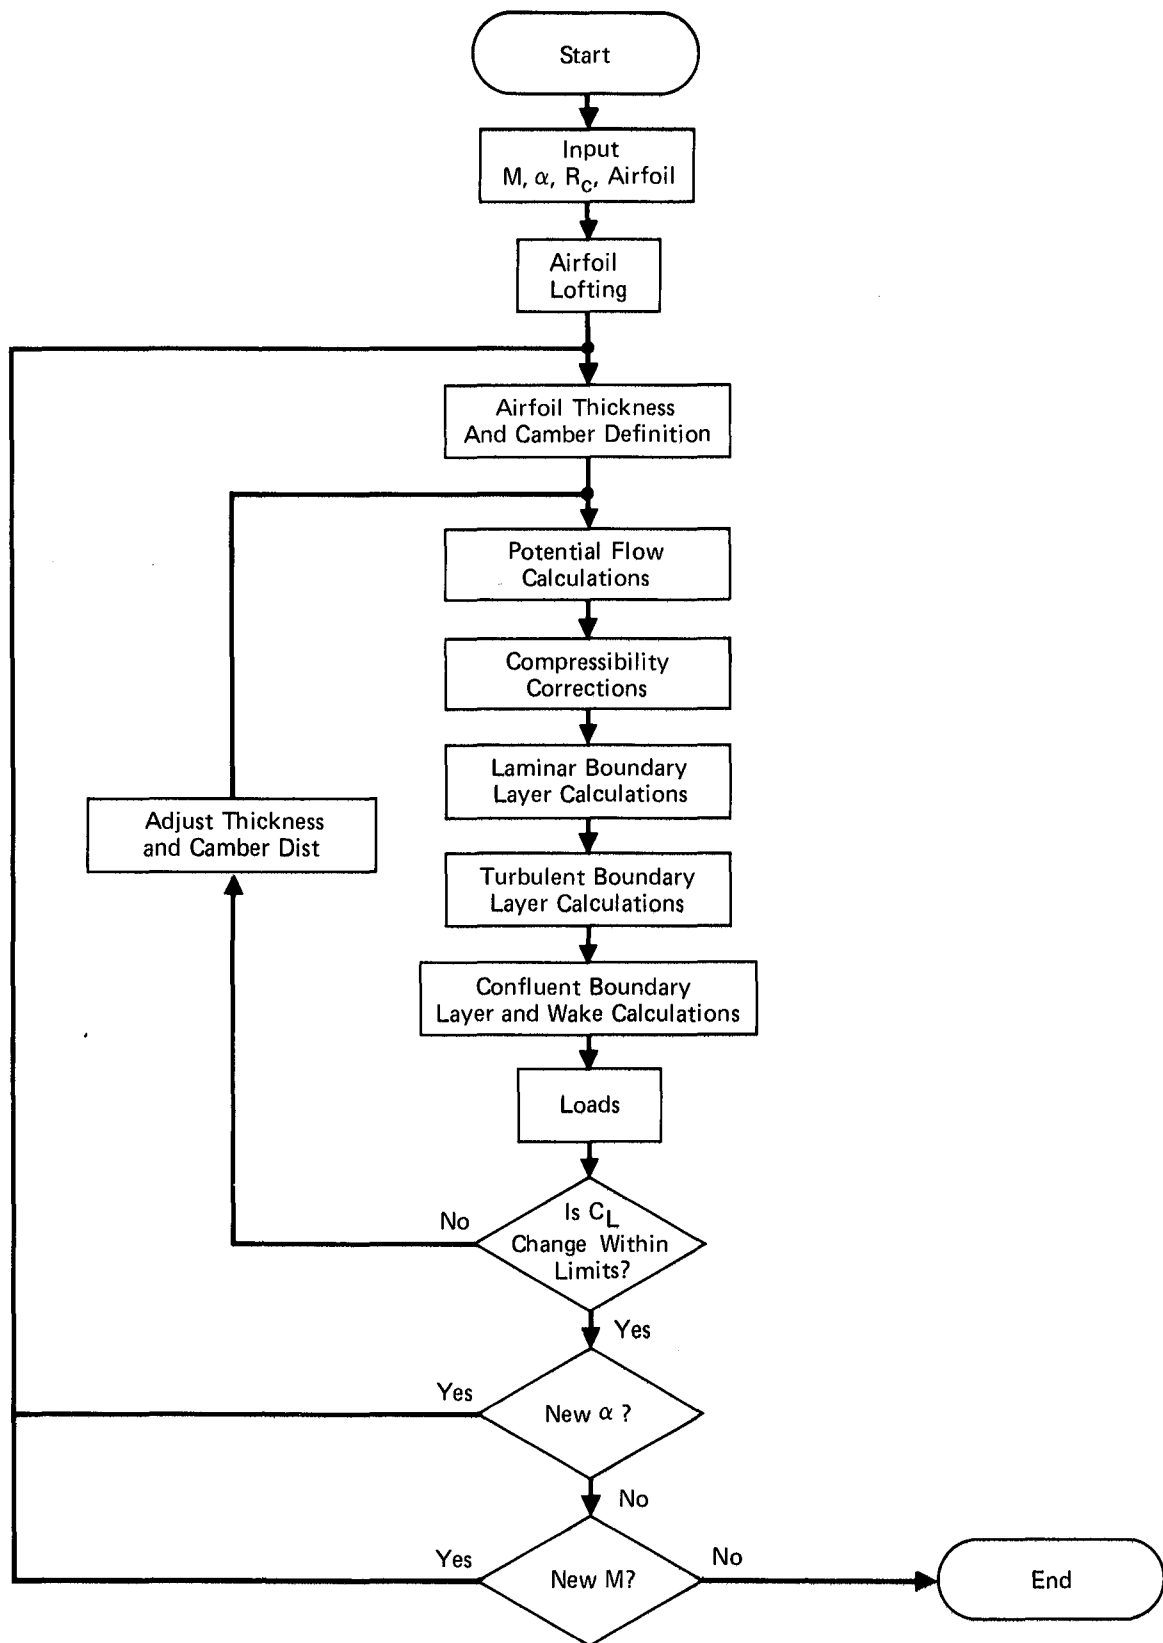 Start
Input
M, α, Rc, Airfoil
Airfoil
Lofting
Airfoil Thickness
And Camber Definition
Potential Flow
Calculations
Compressibility
Corrections
Laminar Boundary
Layer Calculations
Adjust Thickness
and Camber Dist
Turbulent Boundary
Layer Calculations
Confluent Boundary
Layer and Wake Calculations
Loads
Is CL
Change Within
Limits?
No
Yes
New α ?
Yes
No
New M?
Yes
No
End